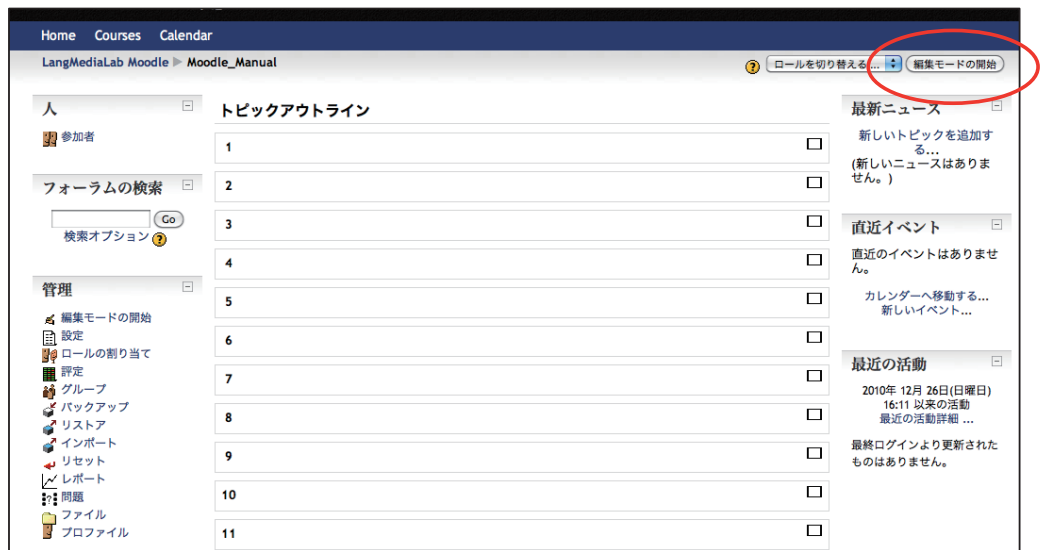 Home Courses Calendar
LangMediaLab Moodle ▶ Moodle_Manual
ロールを切り替える... 編集モードの開始
人
参加者
フォーラムの検索
Go
検索オプション
管理
編集モードの開始
設定
ロールの割り当て
評定
グループ
バックアップ
リストア
インポート
リセット
レポート
問題
ファイル
プロファイル
トピックアウトライン
1
2
3
4
5
6
7
8
9
10
11
最新ニュース
新しいトピックを追加す
る...
(新しいニュースはありま
せん。)
直近イベント
直近のイベントはありませ
ん。
カレンダーへ移動する...
新しいイベント...
最近の活動
2010年 12月 26日(日曜日)
16:11 以来の活動
最近の活動詳細 ...
最終ログインより更新された
ものはありません。